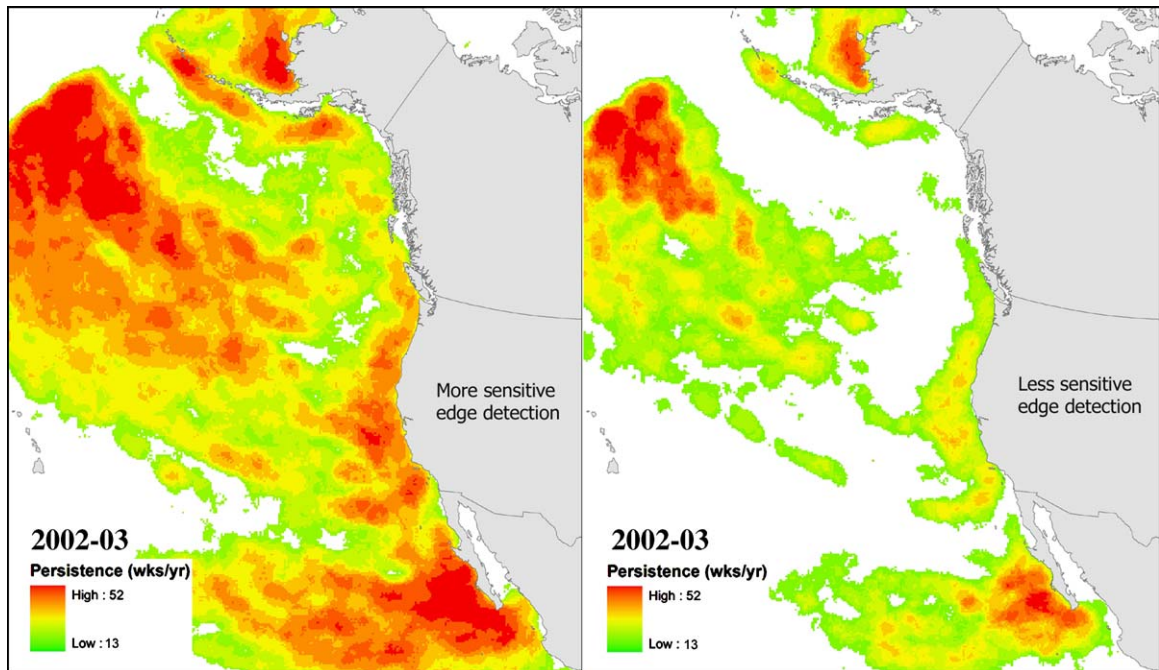 More sensitive
edge detection
2002-03
Persistence (wks/yr)
High : 52
Low : 13
Less sensitive
edge detection
2002-03
Persistence (wks/yr)
High : 52
Low : 13